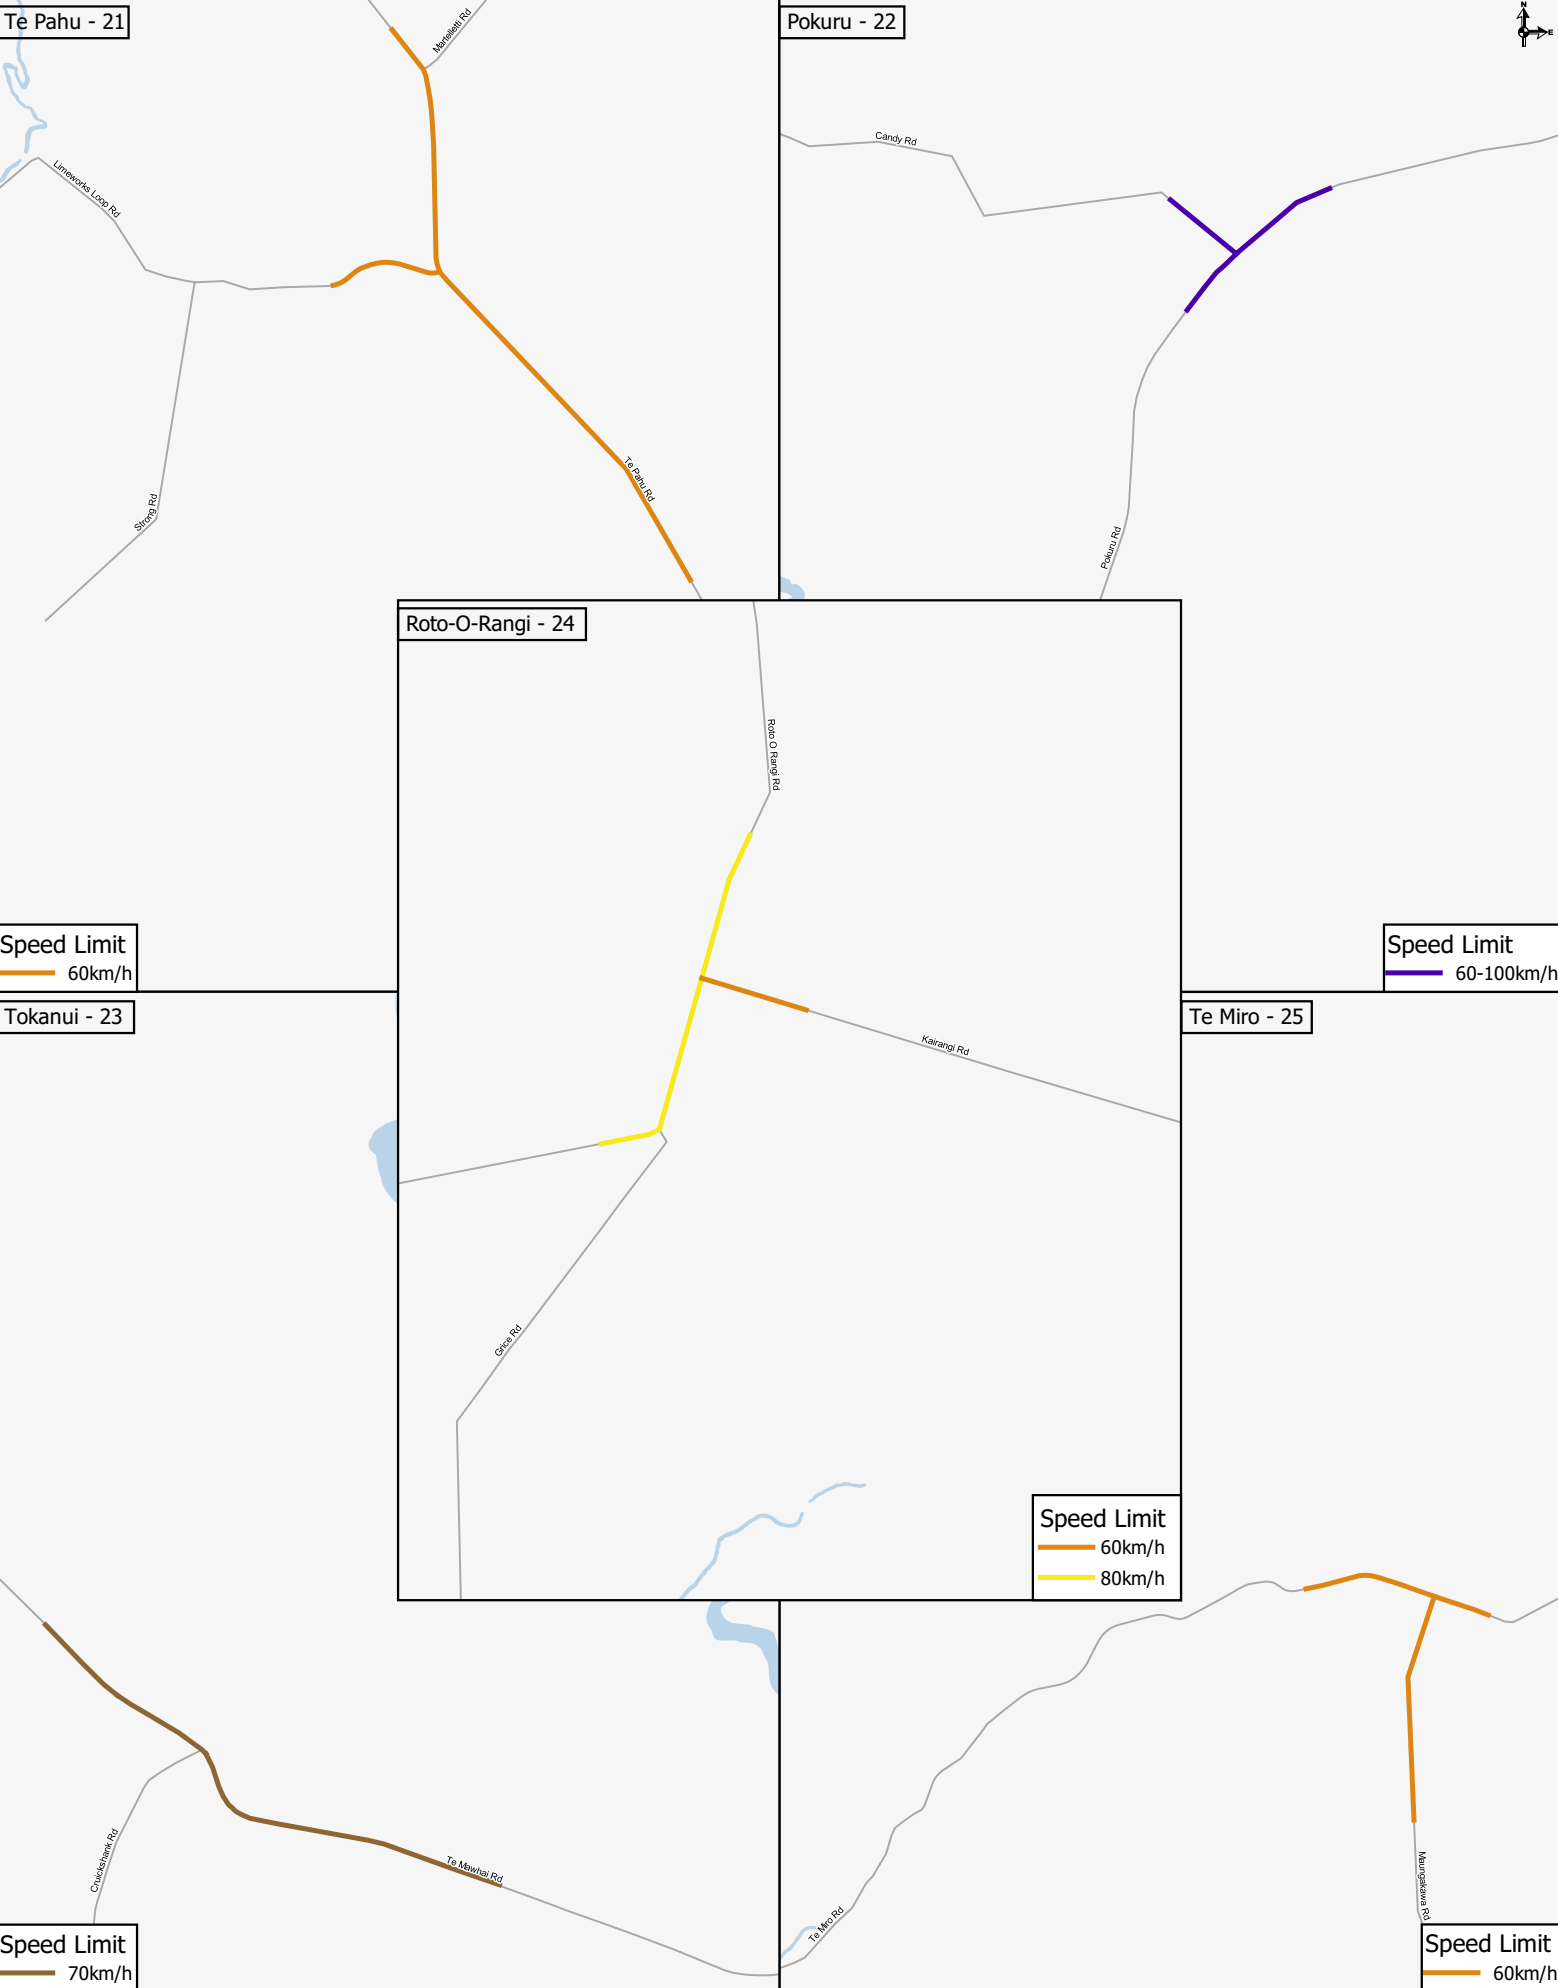 Te Pahu - 21
Martelletti Rd
Limeworks Loop Rd
Strong Rd
Te Pahu Rd
Speed Limit
60km/h
Pokuru - 22
N
E
Candy Rd
Pokuru Rd
Speed Limit
60-100km/h
Roto-O-Rangi - 24
Roto O Rangi Rd
Kairangi Rd
Grice Rd
Speed Limit
60km/h
80km/h
Tokanui - 23
Cruickshank Rd
Te Mawhai Rd
Speed Limit
70km/h
Te Miro - 25
Te Miro Rd
Maungakawa Rd
Speed Limit
60km/h